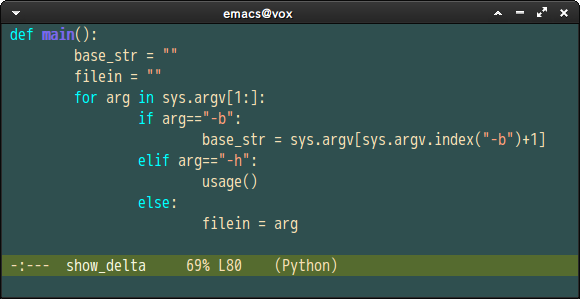 emacs@vox
def main():
        base_str = ""
        filein = ""
        for arg in sys.argv[1:]:
                if arg=="-b":
                        base_str = sys.argv[sys.argv.index("-b")+1]
                elif arg=="-h":
                        usage()
                else:
                        filein = arg
-:---  show_delta     69% L80    (Python)